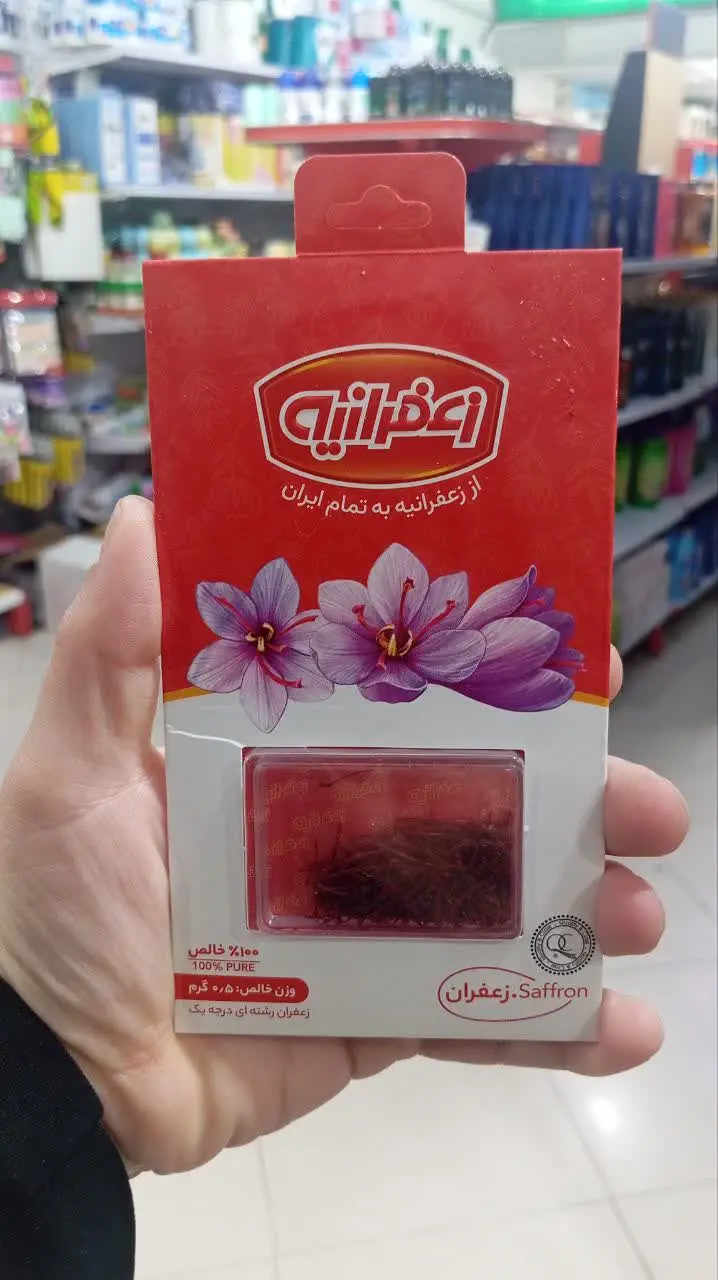 زعفرانیه
از زعفرانیه به تمام ایران
٪۱۰۰ خالص
100% PURE
وزن خالص: ۰٫۵ گرم
زعفران رشته ای درجه یک
زعفران.Saffron